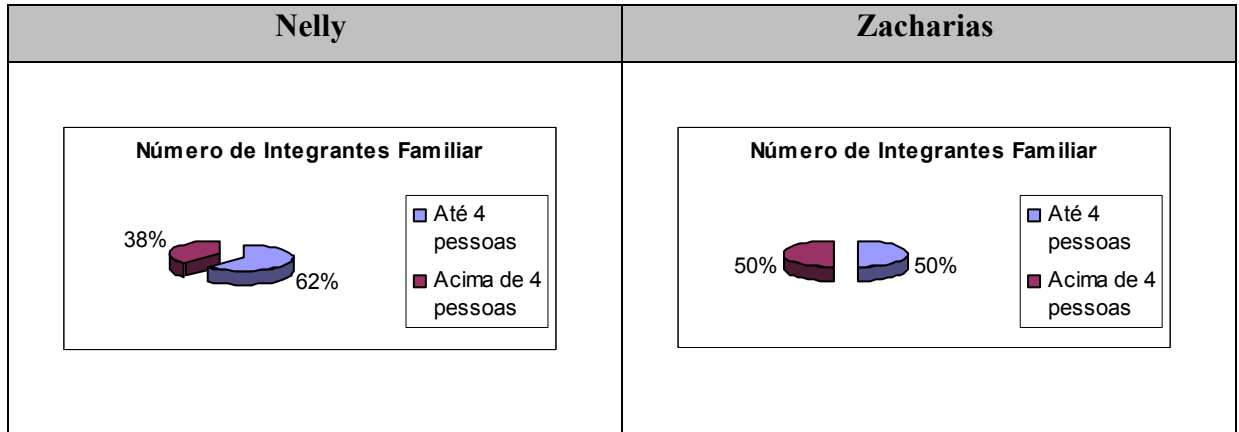 Nelly
Zacharias
Número de Integrantes Familiar
38%
62%
Até 4
pessoas
Acima de 4
pessoas
Número de Integrantes Familiar
50%
50%
Até 4
pessoas
Acima de 4
pessoas